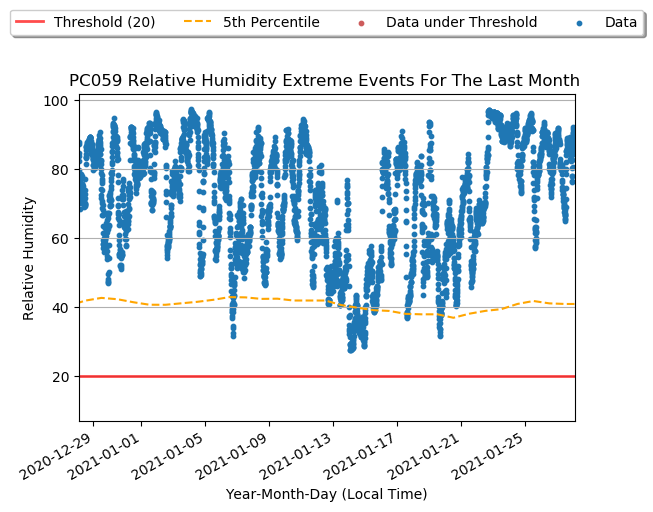 Threshold (20) 5th Percentile Data under Threshold Data
PC059 Relative Humidity Extreme Events For The Last Month
100
80
60
40
20
Relative Humidity
2020-12-29 2021-01-01 2021-01-05 2021-01-09 2021-01-13 2021-01-17 2021-01-21 2021-01-25
Year-Month-Day (Local Time)